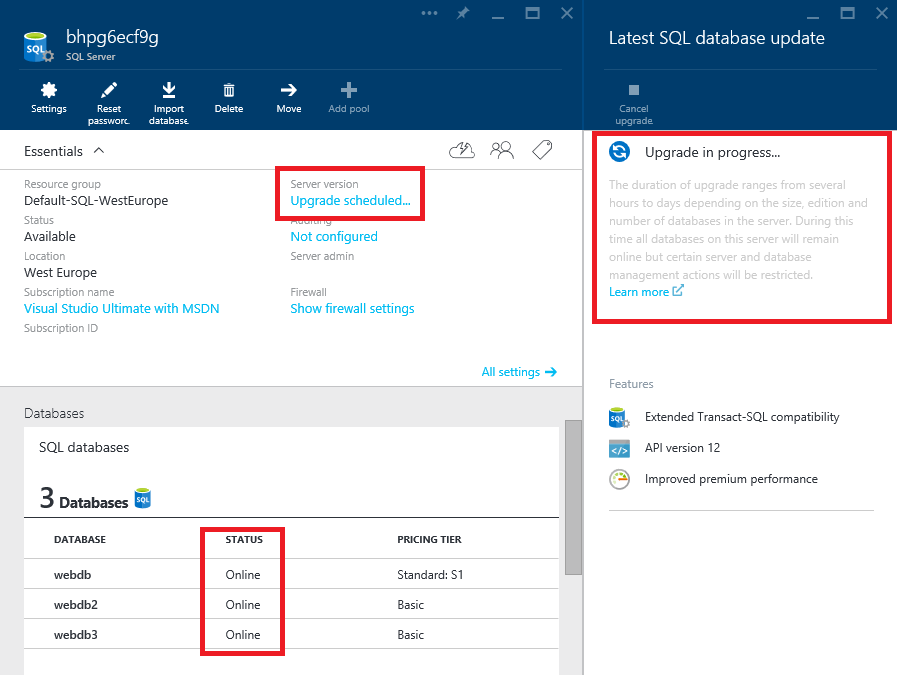 bhpg6ecf9g
SQL Server
Settings
Reset
passworc
Import
database
Delete
Move
Add pool
Essentials
Resource group
Default-SQL-WestEurope
Status
Available
Location
West Europe
Subscription name
Visual Studio Ultimate with MSDN
Subscription ID
Server version
Upgrade scheduled...
Auditing
Not configured
Server admin
Firewall
Show firewall settings
All settings
Databases
SQL databases
3 Databases
DATABASE STATUS PRICING TIER
webdb Online Standard: S1
webdb2 Online Basic
webdb3 Online Basic
Latest SQL database update
Cancel
upgrade
Upgrade in progress...
The duration of upgrade ranges from several
hours to days depending on the size, edition and
number of databases in the server. During this
time all databases on this server will remain
online but certain server and database
management actions will be restricted.
Learn more
Features
Extended Transact-SQL compatibility
API version 12
Improved premium performance